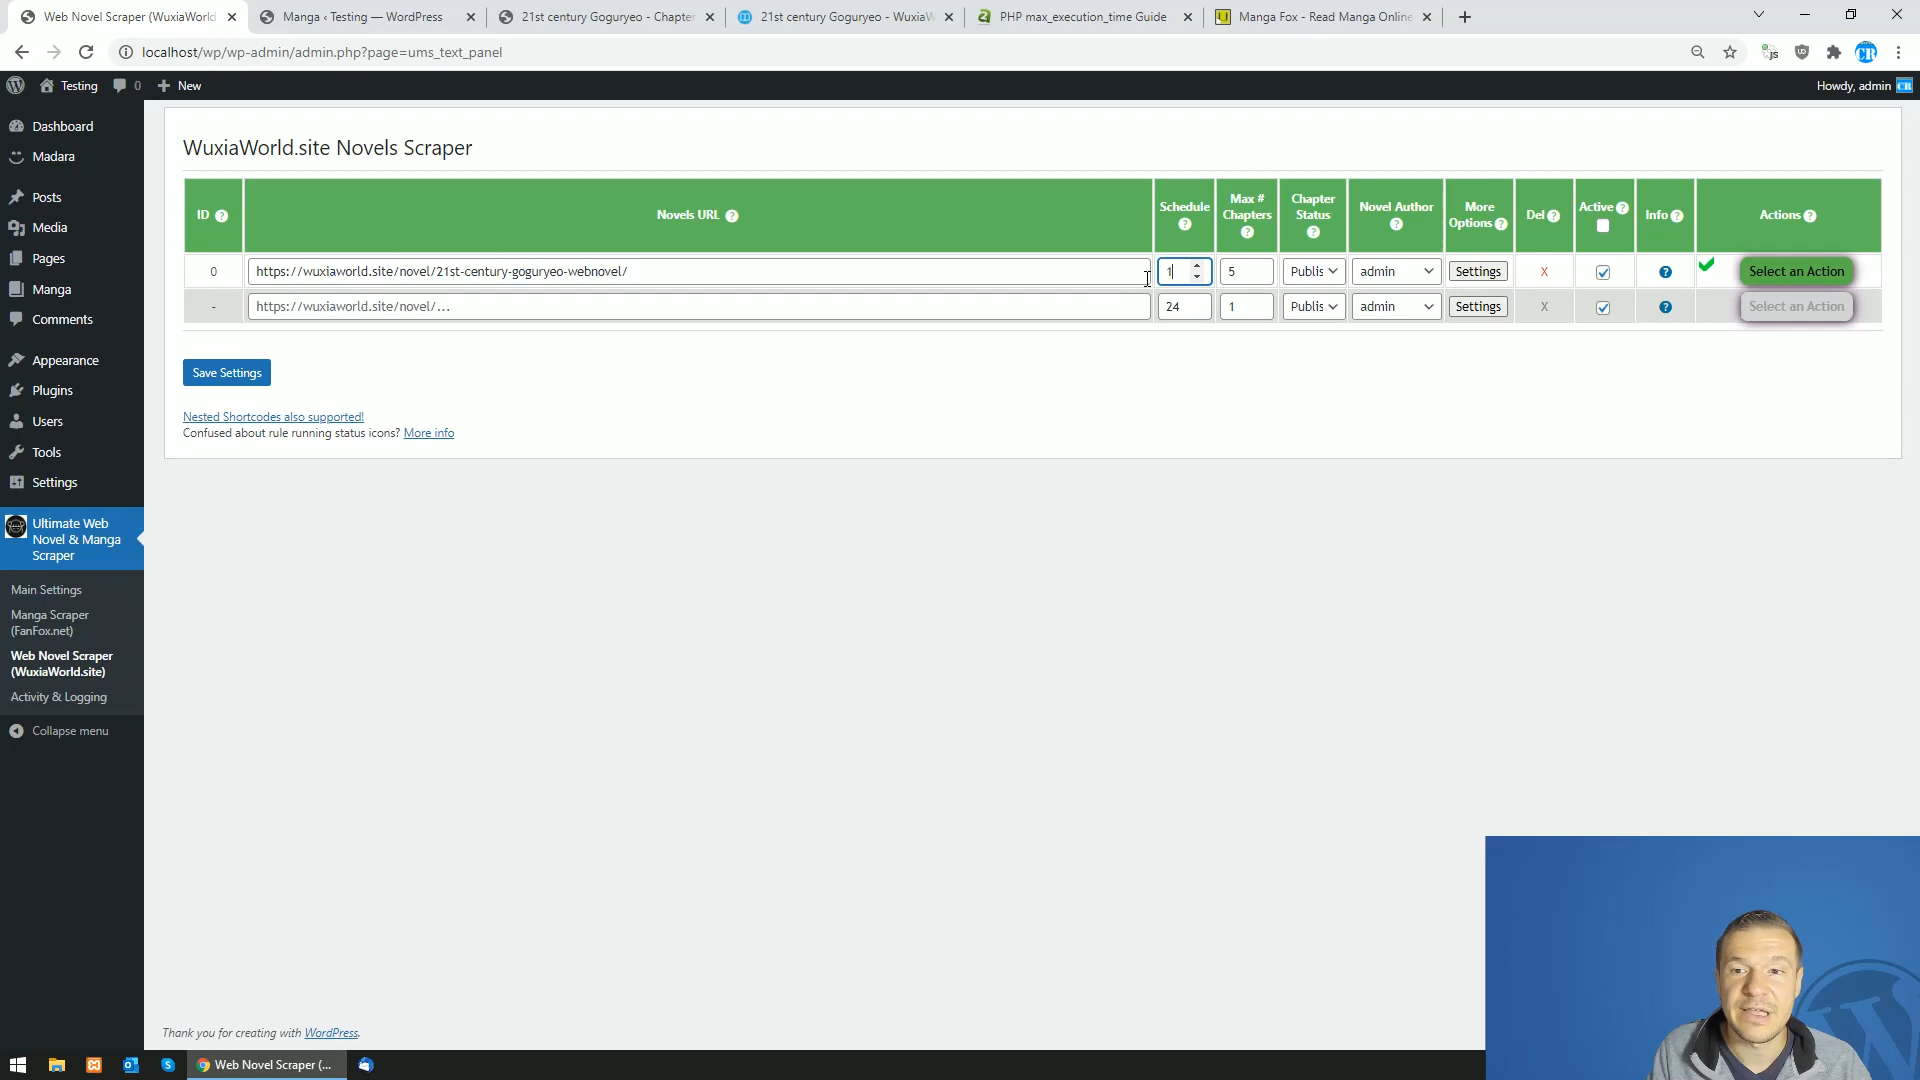 Web Novel Scraper (WuxiaWorld
Manga ‹ Testing — WordPress
21st century Goguryeo - Chapter
21st century Goguryeo - WuxiaW
PHP max_execution_time Guide
Manga Fox - Read Manga Online
localhost/wp/wp-admin/admin.php?page=ums_text_panel
Testing
0
New
Howdy, admin
Dashboard
Madara
Posts
Media
Pages
Manga
Comments
Appearance
Plugins
Users
Tools
Settings
Ultimate Web
Novel & Manga
Scraper
Main Settings
Manga Scraper
(FanFox.net)
Web Novel Scraper
(WuxiaWorld.site)
Activity & Logging
Collapse menu
WuxiaWorld.site Novels Scraper
ID
Novels URL
Schedule
Max #
Chapters
Chapter
Status
Novel Author
More
Options
Del
Active
Info
Actions
0
https://wuxiaworld.site/novel/21st-century-goguryeo-webnovel/
1
5
Publis
admin
Settings
X
Select an Action
-
https://wuxiaworld.site/novel/...
24
1
Publis
admin
Settings
X
Select an Action
Save Settings
Nested Shortcodes also supported!
Confused about rule running status icons? More info
Thank you for creating with WordPress.
Web Novel Scraper (...